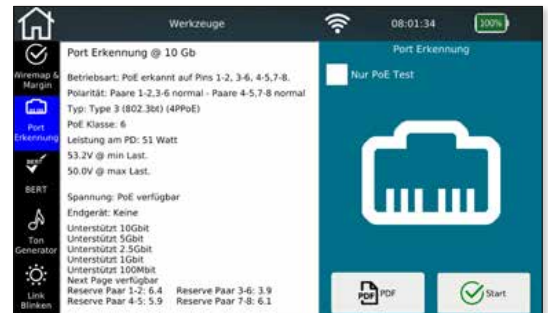 Werkzeuge
08:01:34
100%
Wiremap &
Margin
Port
Erkennung
BERT
BERT
Ton
Generator
Link
Blinken
Port Erkennung @ 10 Gb
Betriebsart: PoE erkannt auf Pins 1-2, 3-6, 4-5,7-8.
Polarität: Paare 1-2,3-6 normal - Paare 4-5,7-8 normal
Typ: Type 3 (802.3bt) (4PPoE)
PoE Klasse: 6
Leistung am PD: 51 Watt
53.2V @ min Last.
50.0V @ max Last.
Spannung: PoE verfügbar
Endgerät: Keine
Unterstützt 10Gbit
Unterstützt 5Gbit
Unterstützt 2.5Gbit
Unterstützt 1Gbit
Unterstützt 100Mbit
Next Page verfügbar
Reserve Paar 1-2: 6.4 Reserve Paar 3-6: 3.9
Reserve Paar 4-5: 5.9 Reserve Paar 7-8: 6.1
Port Erkennung
Nur PoE Test
PDF
PDF
Start